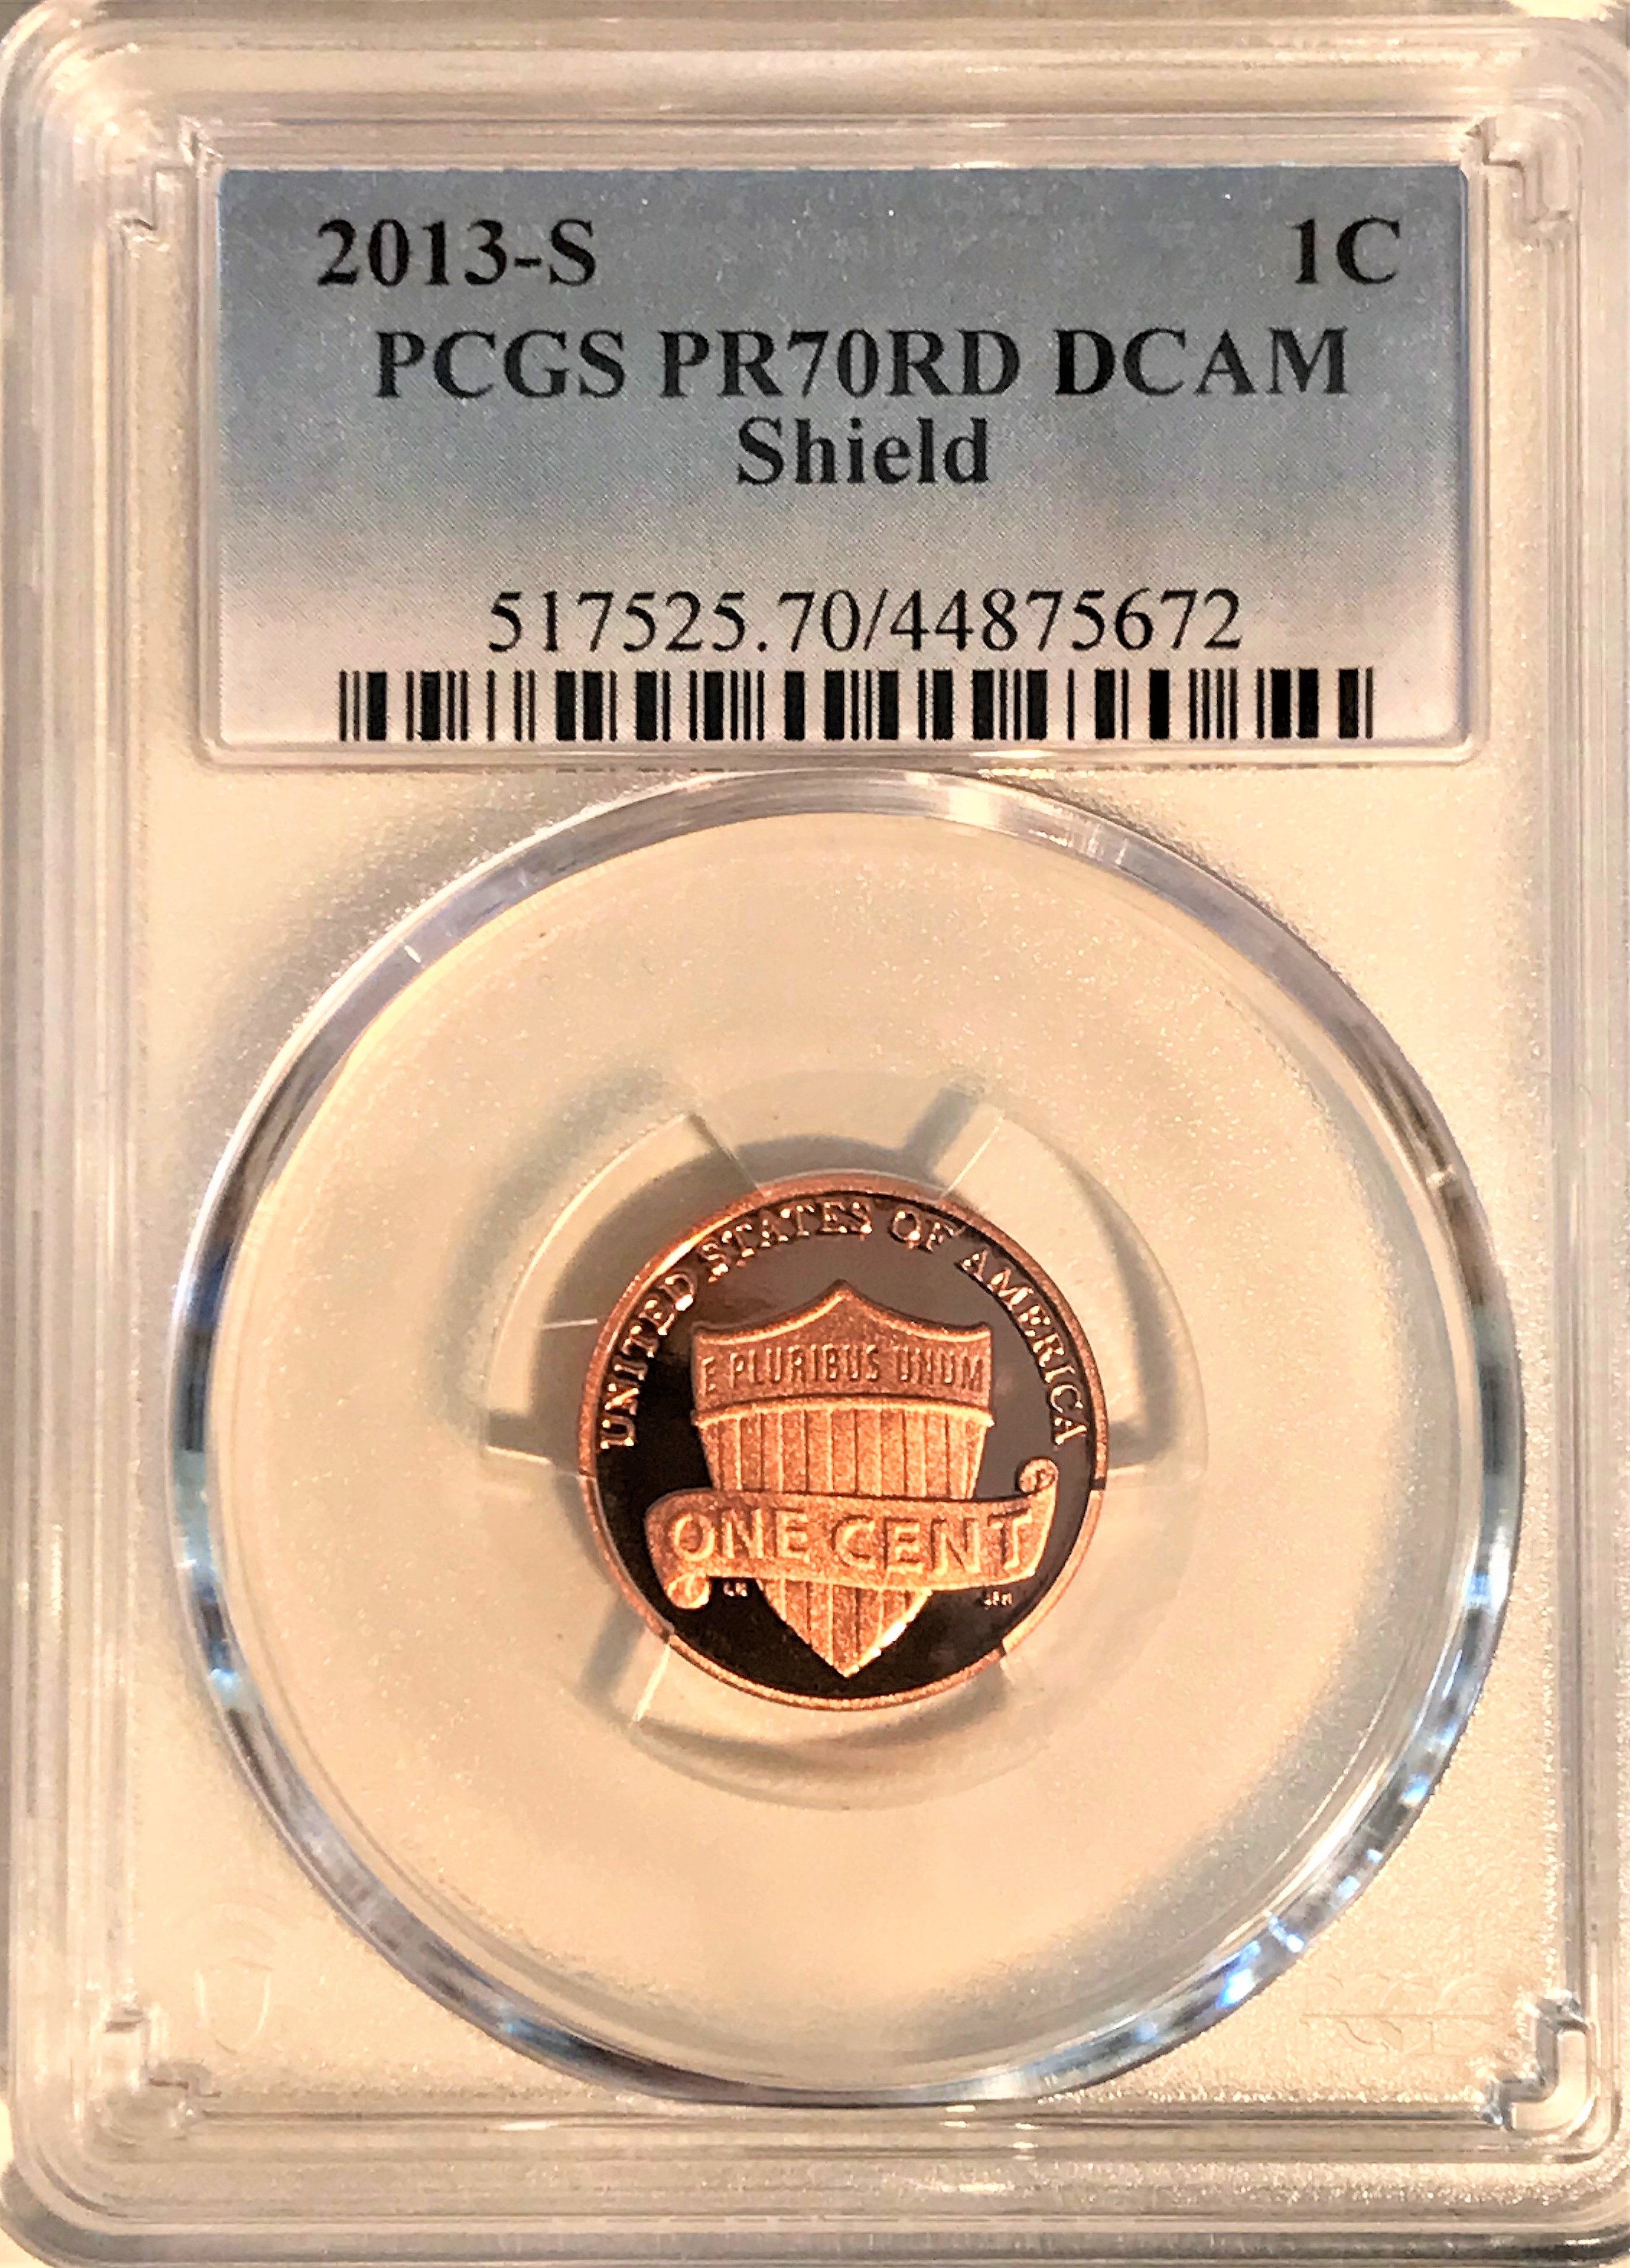 2013-S 1C
PCGS PR70RD DCAM
Shield
517525.70/44875672
UNITED STATES OF AMERICA
E PLURIBUS UNUM
ONE CENT